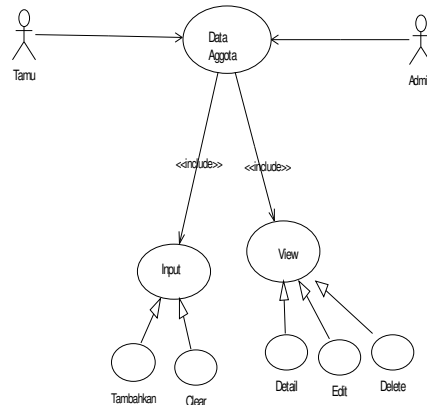 Data
Aggota
Tamu
Admi
<<include>>
<<include>>
Input
View
Tambahkan
Clear
Detail
Edit
Delete